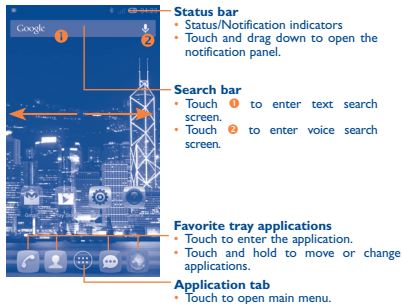 Google
1
2
Status bar
• Status/Notification indicators
• Touch and drag down to open the
notification panel.
Search bar
• Touch 1 to enter text search
screen.
• Touch 2 to enter voice search
screen.
Favorite tray applications
• Touch to enter the application.
• Touch and hold to move or change
applications.
Application tab
• Touch to open main menu.